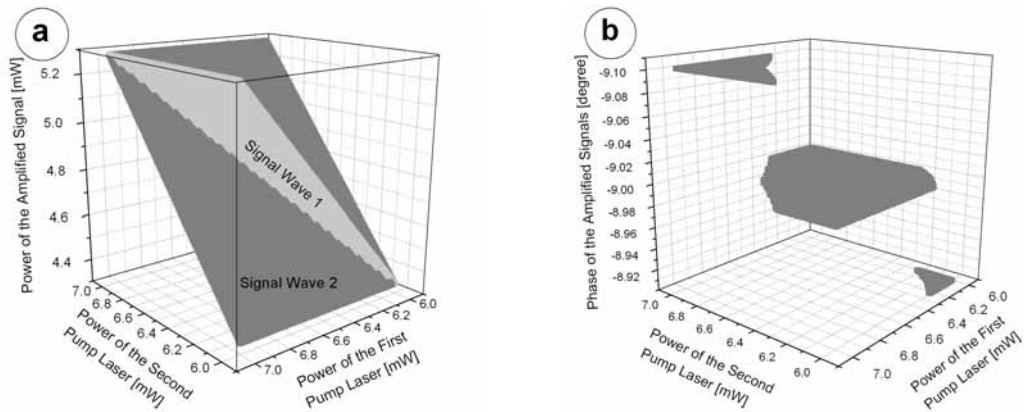 a
Power of the Amplified Signal [mW]
5.2
5.0
4.8
4.6
4.4
7.0
6.8
6.6
6.4
6.2
6.0
Power of the Second
Pump Laser [mW]
7.0
6.8
6.6
6.4
6.2
6.0
Power of the First
Pump Laser [mW]
Signal Wave 1
Signal Wave 2
b
Phase of the Amplified Signals [degree]
-9.10
-9.08
-9.06
-9.04
-9.02
-9.00
-8.98
-8.96
-8.94
-8.92
7.0
6.8
6.6
6.4
6.2
6.0
Power of the Second
Pump Laser [mW]
7.0
6.8
6.6
6.4
6.2
6.0
Power of the First
Pump Laser [mW]